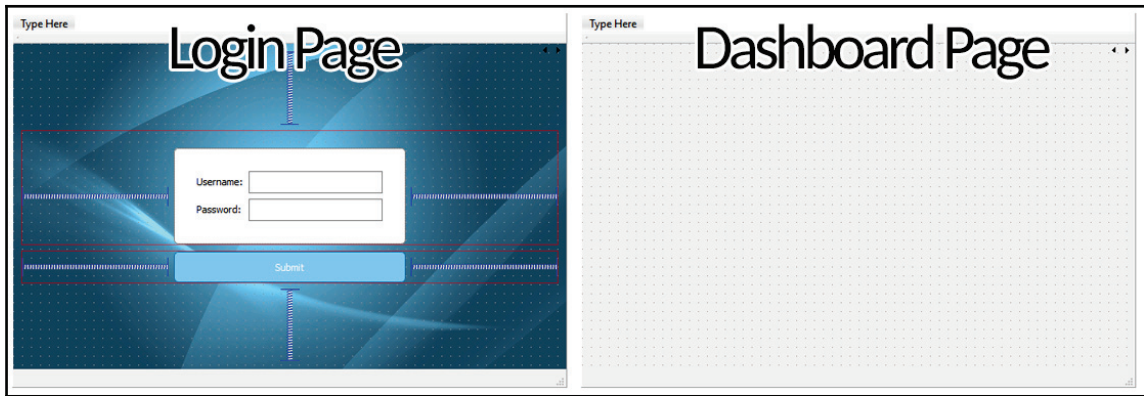 Type Here
Login Page
Username:
Password:
Submit
Type Here
Dashboard Page